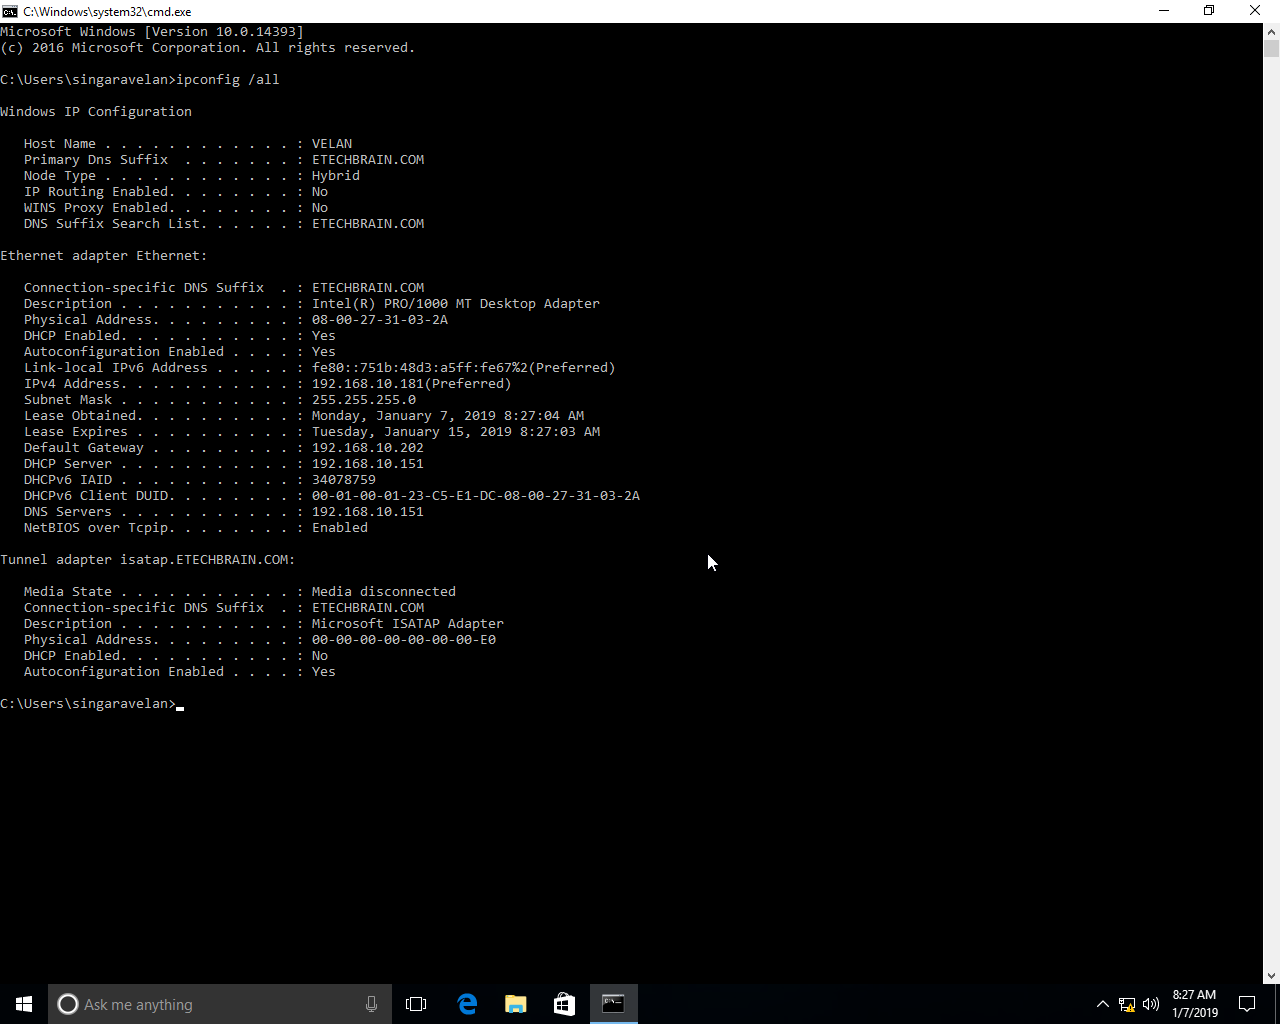 C:\Windows\system32\cmd.exe
Microsoft Windows [Version 10.0.14393]
(c) 2016 Microsoft Corporation. All rights reserved.
C:\Users\singaravelan>ipconfig /all
Windows IP Configuration
Host Name . . . . . . . . . . . . : VELAN
Primary Dns Suffix  . . . . . . . : ETECHBRAIN.COM
Node Type . . . . . . . . . . . . : Hybrid
IP Routing Enabled. . . . . . . . : No
WINS Proxy Enabled. . . . . . . . : No
DNS Suffix Search List. . . . . . : ETECHBRAIN.COM
Ethernet adapter Ethernet:
Connection-specific DNS Suffix  . : ETECHBRAIN.COM
Description . . . . . . . . . . . : Intel(R) PRO/1000 MT Desktop Adapter
Physical Address. . . . . . . . . : 08-00-27-31-03-2A
DHCP Enabled. . . . . . . . . . . : Yes
Autoconfiguration Enabled . . . . : Yes
Link-local IPv6 Address . . . . . : fe80::751b:48d3:a5ff:fe67%2(Preferred)
IPv4 Address. . . . . . . . . . . : 192.168.10.181(Preferred)
Subnet Mask . . . . . . . . . . . : 255.255.255.0
Lease Obtained. . . . . . . . . . : Monday, January 7, 2019 8:27:04 AM
Lease Expires . . . . . . . . . . : Tuesday, January 15, 2019 8:27:03 AM
Default Gateway . . . . . . . . . : 192.168.10.202
DHCP Server . . . . . . . . . . . : 192.168.10.151
DHCPv6 IAID . . . . . . . . . . . : 34078759
DHCPv6 Client DUID. . . . . . . . : 00-01-00-01-23-C5-E1-DC-08-00-27-31-03-2A
DNS Servers . . . . . . . . . . . : 192.168.10.151
NetBIOS over Tcpip. . . . . . . . : Enabled
Tunnel adapter isatap.ETECHBRAIN.COM:
Media State . . . . . . . . . . . : Media disconnected
Connection-specific DNS Suffix  . : ETECHBRAIN.COM
Description . . . . . . . . . . . : Microsoft ISATAP Adapter
Physical Address. . . . . . . . . : 00-00-00-00-00-00-00-E0
DHCP Enabled. . . . . . . . . . . : No
Autoconfiguration Enabled . . . . : Yes
C:\Users\singaravelan>
Ask me anything
8:27 AM
1/7/2019